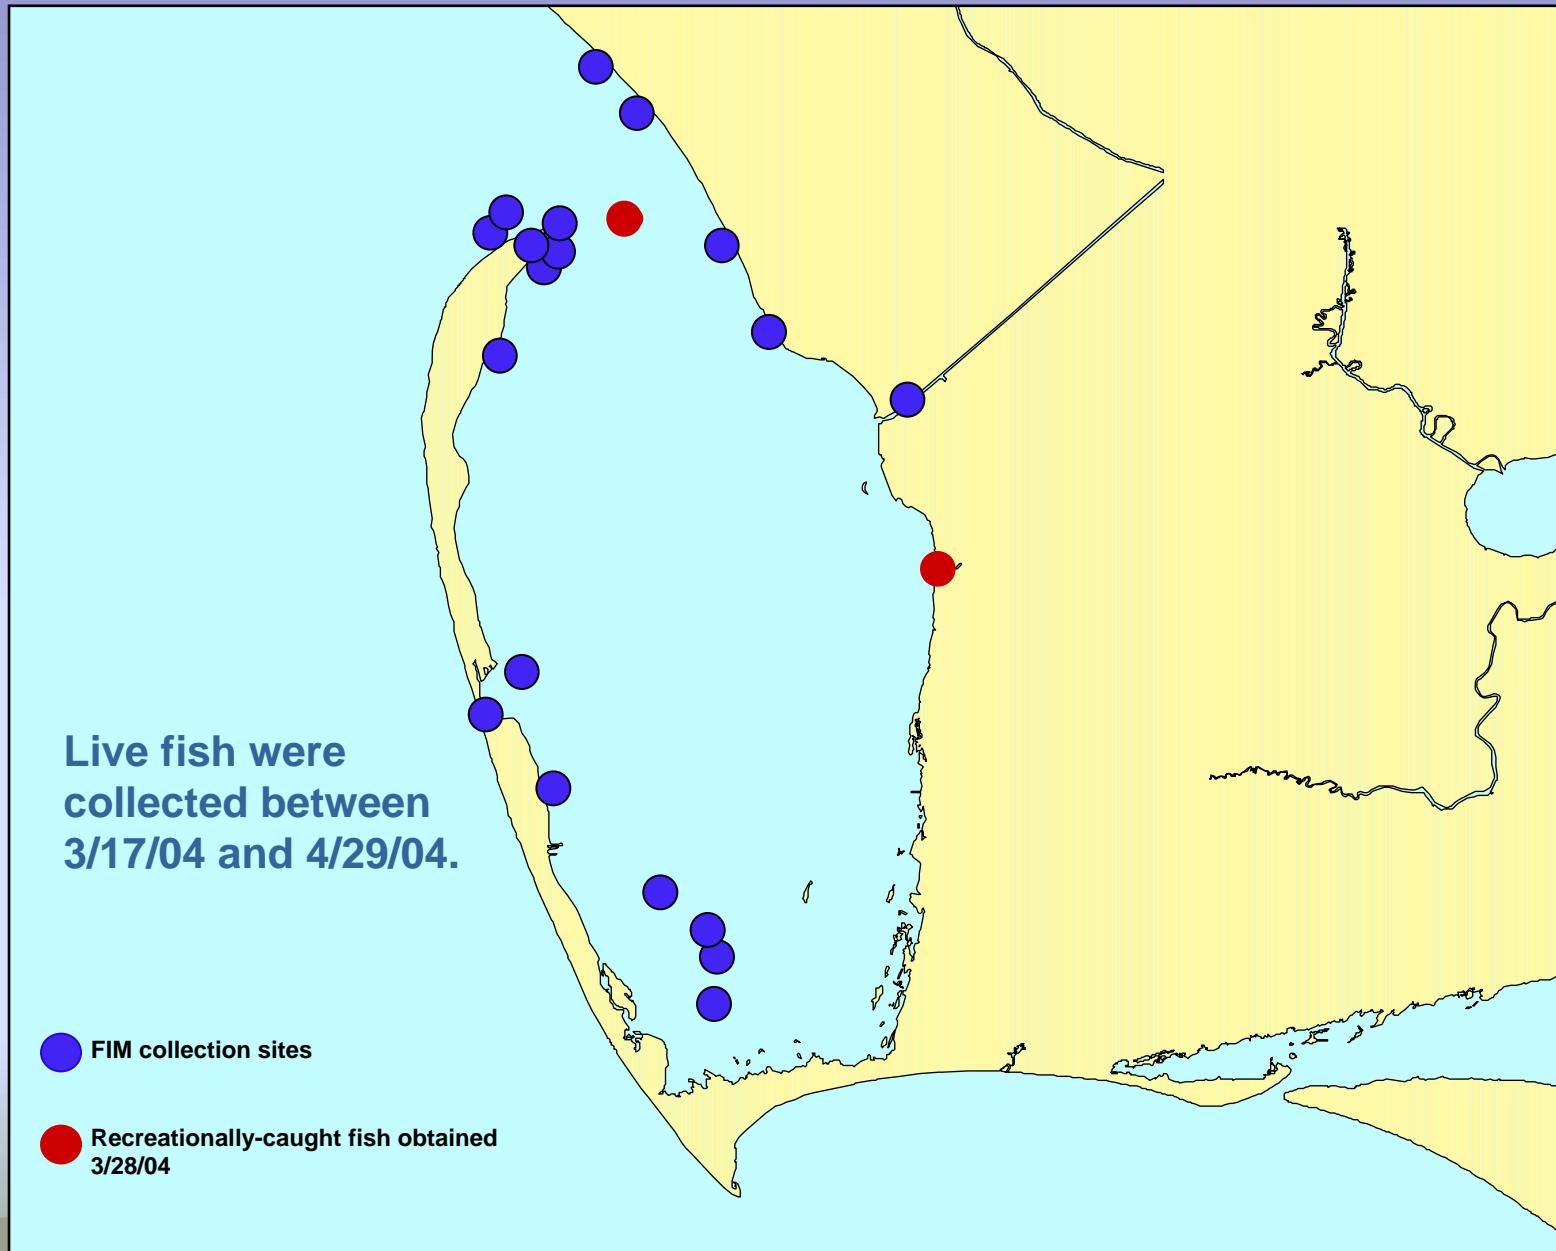 Live fish were
collected between
3/17/04 and 4/29/04.
FIM collection sites
Recreationally-caught fish obtained
3/28/04